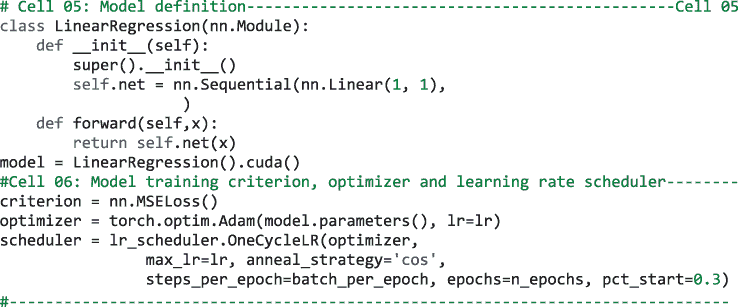 # Cell 05: Model definition-----------------------------------------------Cell 05
class LinearRegression(nn.Module):
    def __init__(self):
        super().__init__()
        self.net = nn.Sequential(nn.Linear(1, 1),
                    )
    def forward(self,x):
        return self.net(x)
model = LinearRegression().cuda()
#Cell 06: Model training criterion, optimizer and learning rate scheduler--------
criterion = nn.MSELoss()
optimizer = torch.optim.Adam(model.parameters(), lr=lr)
scheduler = lr_scheduler.OneCycleLR(optimizer,
                max_lr=lr, anneal_strategy='cos',
                steps_per_epoch=batch_per_epoch, epochs=n_epochs, pct_start=0.3)
#-------------------------------------------------------------------------------